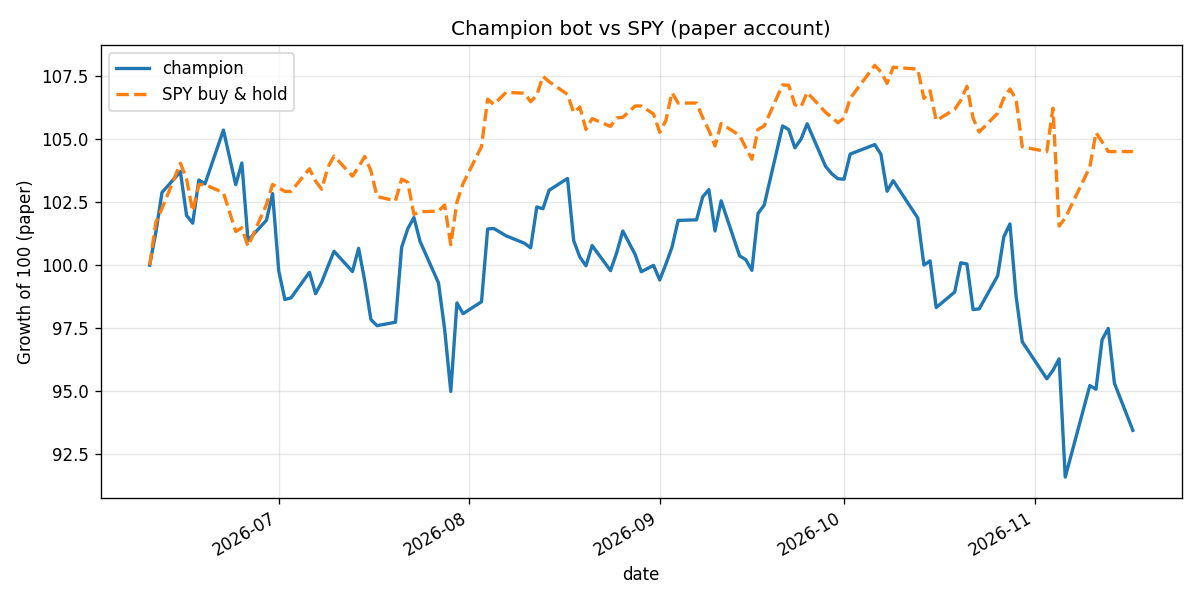 Champion bot vs SPY (paper account)
champion
SPY buy & hold
Growth of 100 (paper)
107.5
105.0
102.5
100.0
97.5
95.0
92.5
2026-07
2026-08
2026-09
2026-10
2026-11
date